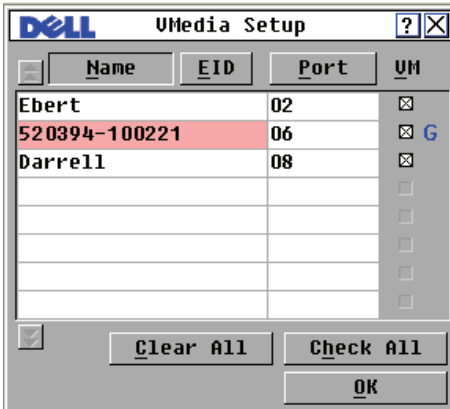 DELL VMedia Setup ? X
Name EID Port VM
Ebert 02
520394-100221 06 G
Darrell 08
Clear All Check All
OK